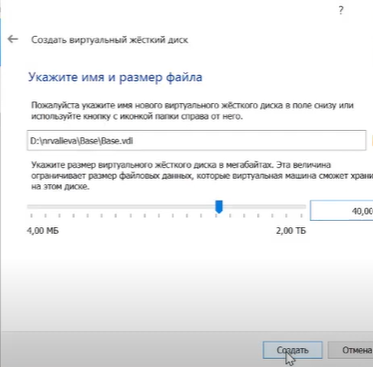 ?
Создать виртуальный жёсткий диск
Укажите имя и размер файла
Пожалуйста укажите имя нового виртуального жёсткого диска в поле снизу или
используйте кнопку с иконкой папки справа от него.
D:\nrvalieva\Base\Base.vdi
Укажите размер виртуального жёсткого диска в мегабайтах. Эта величина
ограничивает размер файловых данных, которые виртуальная машина сможет храни
на этом диске.
40,00
4,00 МБ 2,00 ТБ
Создать Отмена